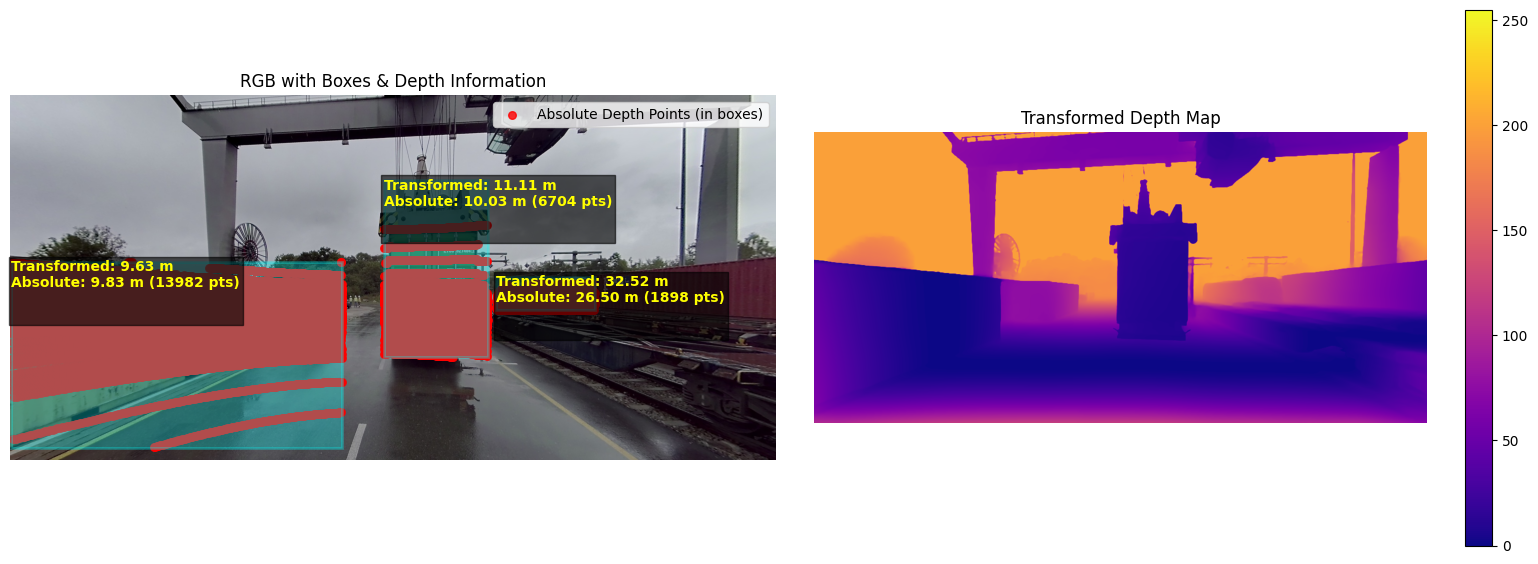 RGB with Boxes & Depth Information
Absolute Depth Points (in boxes)
Transformed: 11.11 m
Absolute: 10.03 m (6704 pts)
Transformed: 9.63 m
Absolute: 9.83 m (13982 pts)
Transformed: 32.52 m
Absolute: 26.50 m (1898 pts)
Transformed Depth Map
250
200
150
100
50
0